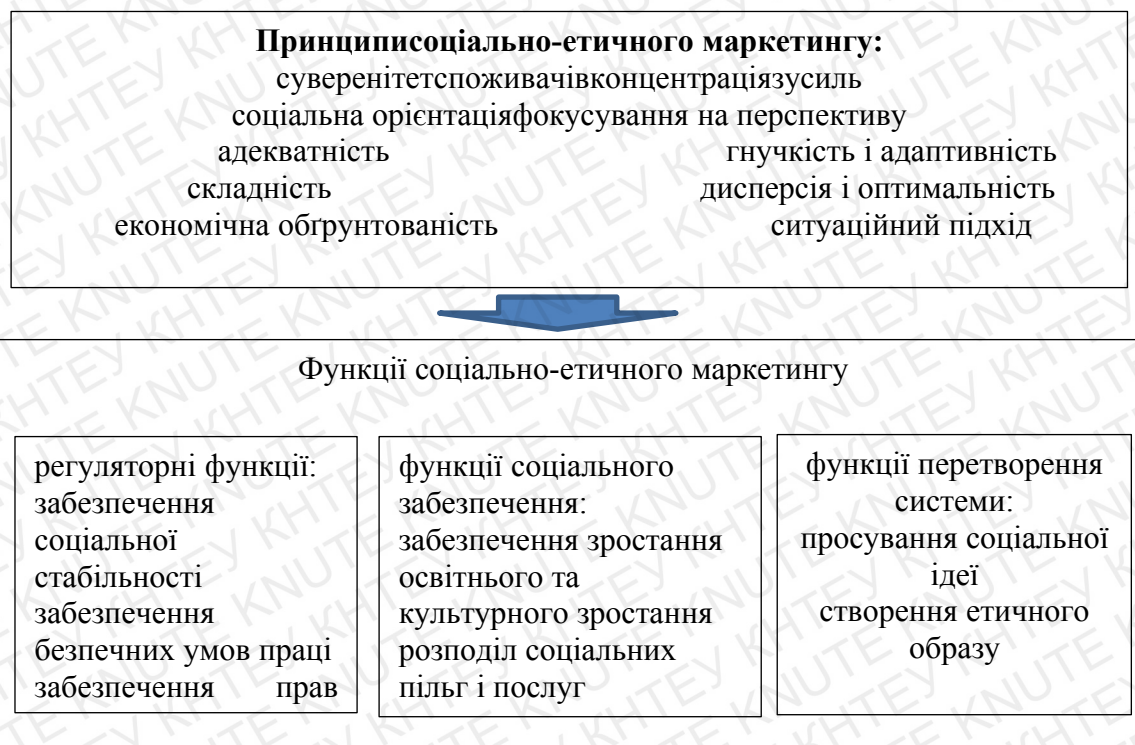 Принциписоціально-етичного маркетингу:
суверенітетспоживачівконцентраціязусиль
соціальна орієнтаціяфокусування на перспективу
адекватність гнучкість і адаптивність
складність дисперсія і оптимальність
економічна обґрунтованість ситуаційний підхід
Функції соціально-етичного маркетингу
регуляторні функції:
забезпечення
соціальної
стабільності
забезпечення
безпечних умов праці
забезпечення прав
функції соціального
забезпечення:
забезпечення зростання
освітнього та
культурного зростання
розподіл соціальних
пільг і послуг
функції перетворення
системи:
просування соціальної
ідеї
створення етичного
образу